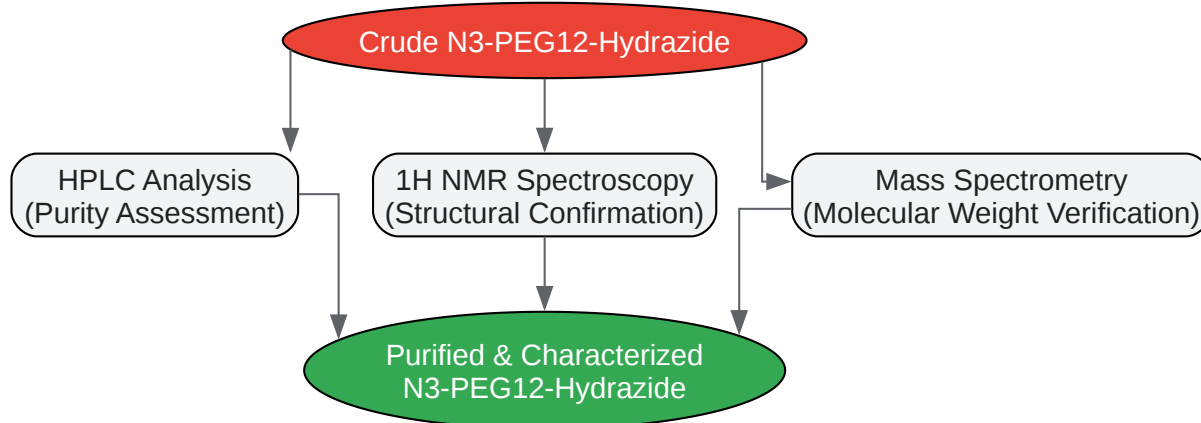 Crude N3-PEG12-Hydrazide
HPLC Analysis
(Purity Assessment)
1H NMR Spectroscopy
(Structural Confirmation)
Mass Spectrometry
(Molecular Weight Verification)
Purified & Characterized
N3-PEG12-Hydrazide